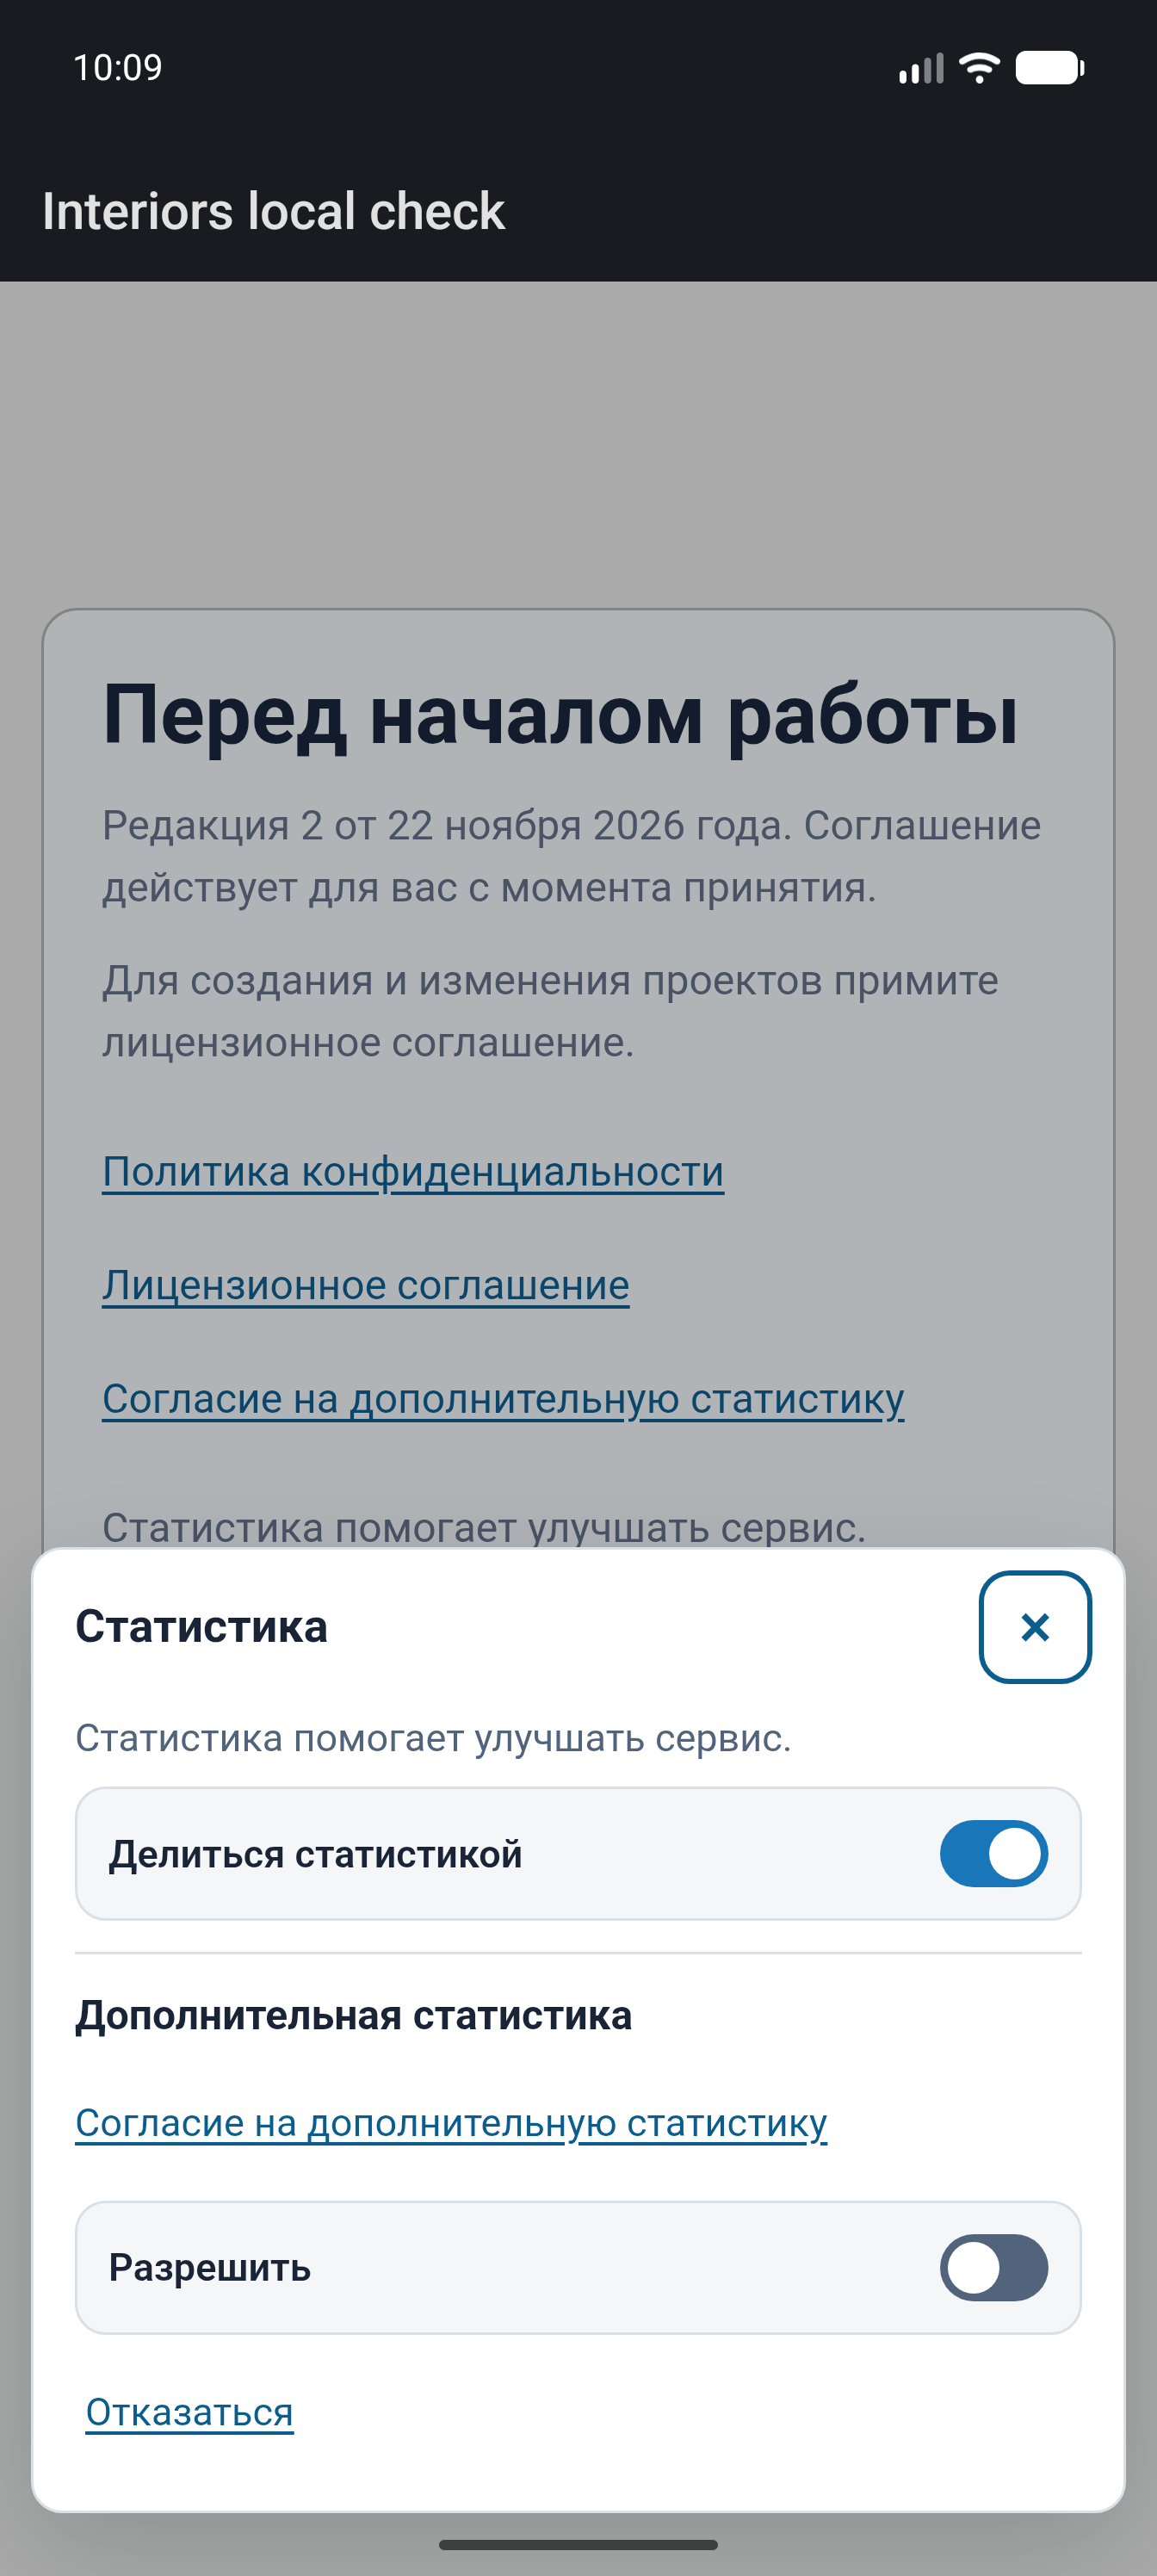 10:09
Interiors local check
Перед началом работы
Редакция 2 от 22 ноября 2026 года. Соглашение
действует для вас с момента принятия.
Для создания и изменения проектов примите
лицензионное соглашение.
Политика конфиденциальности
Лицензионное соглашение
Согласие на дополнительную статистику
Статистика помогает улучшать сервис.
Статистика
×
Статистика помогает улучшать сервис.
Делиться статистикой
Дополнительная статистика
Согласие на дополнительную статистику
Разрешить
Отказаться